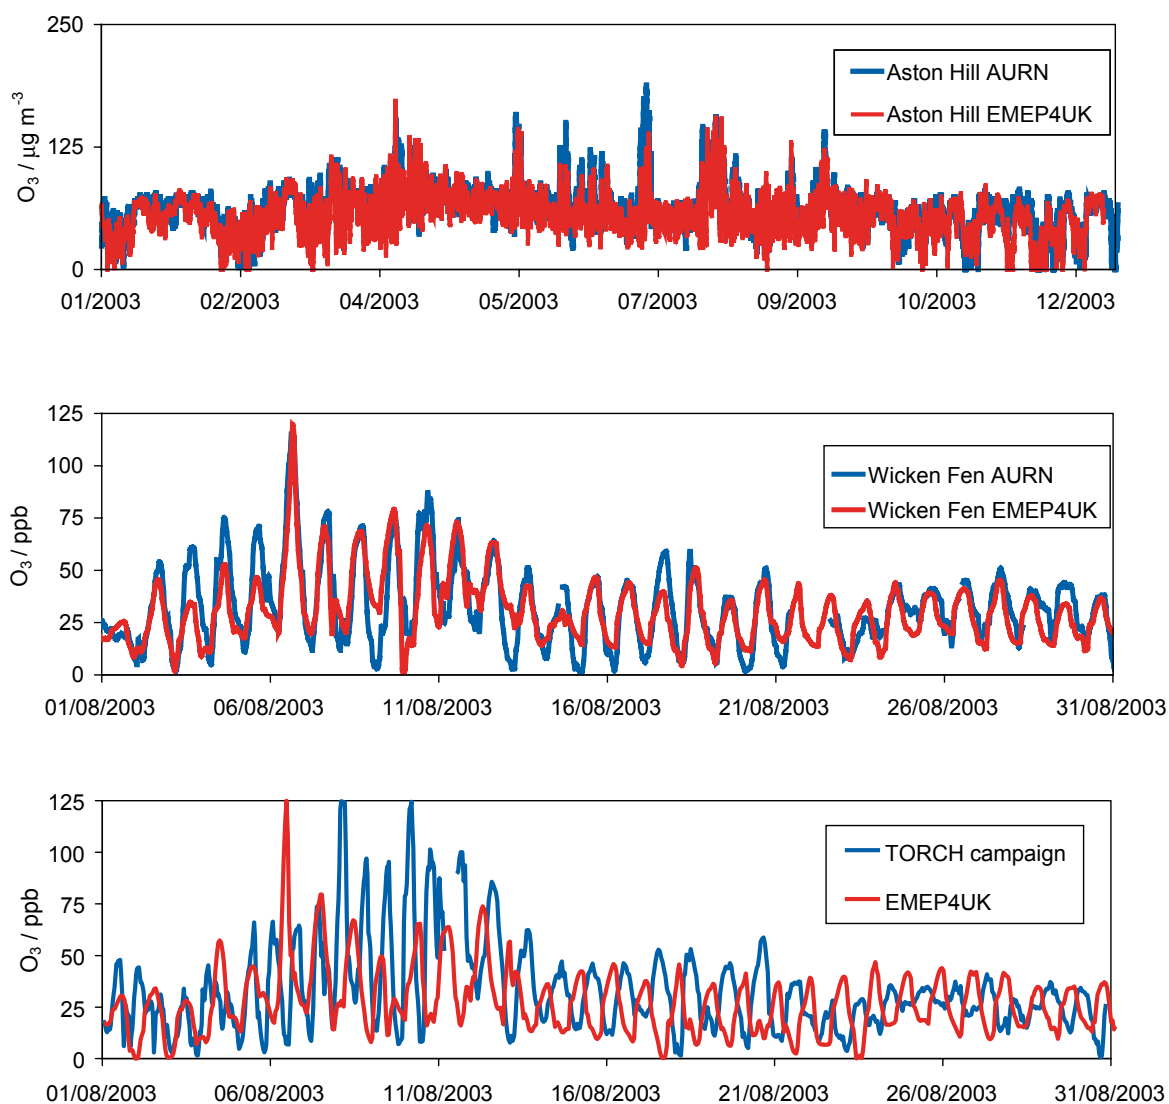 250
125
0
O₃ / µg m⁻³
Aston Hill AURN
Aston Hill EMEP4UK
01/2003 02/2003 04/2003 05/2003 07/2003 09/2003 10/2003 12/2003
125
100
75
50
25
0
O₃ / ppb
Wicken Fen AURN
Wicken Fen EMEP4UK
01/08/2003 06/08/2003 11/08/2003 16/08/2003 21/08/2003 26/08/2003 31/08/2003
125
100
75
50
25
0
O₃ / ppb
TORCH campaign
EMEP4UK
01/08/2003 06/08/2003 11/08/2003 16/08/2003 21/08/2003 26/08/2003 31/08/2003